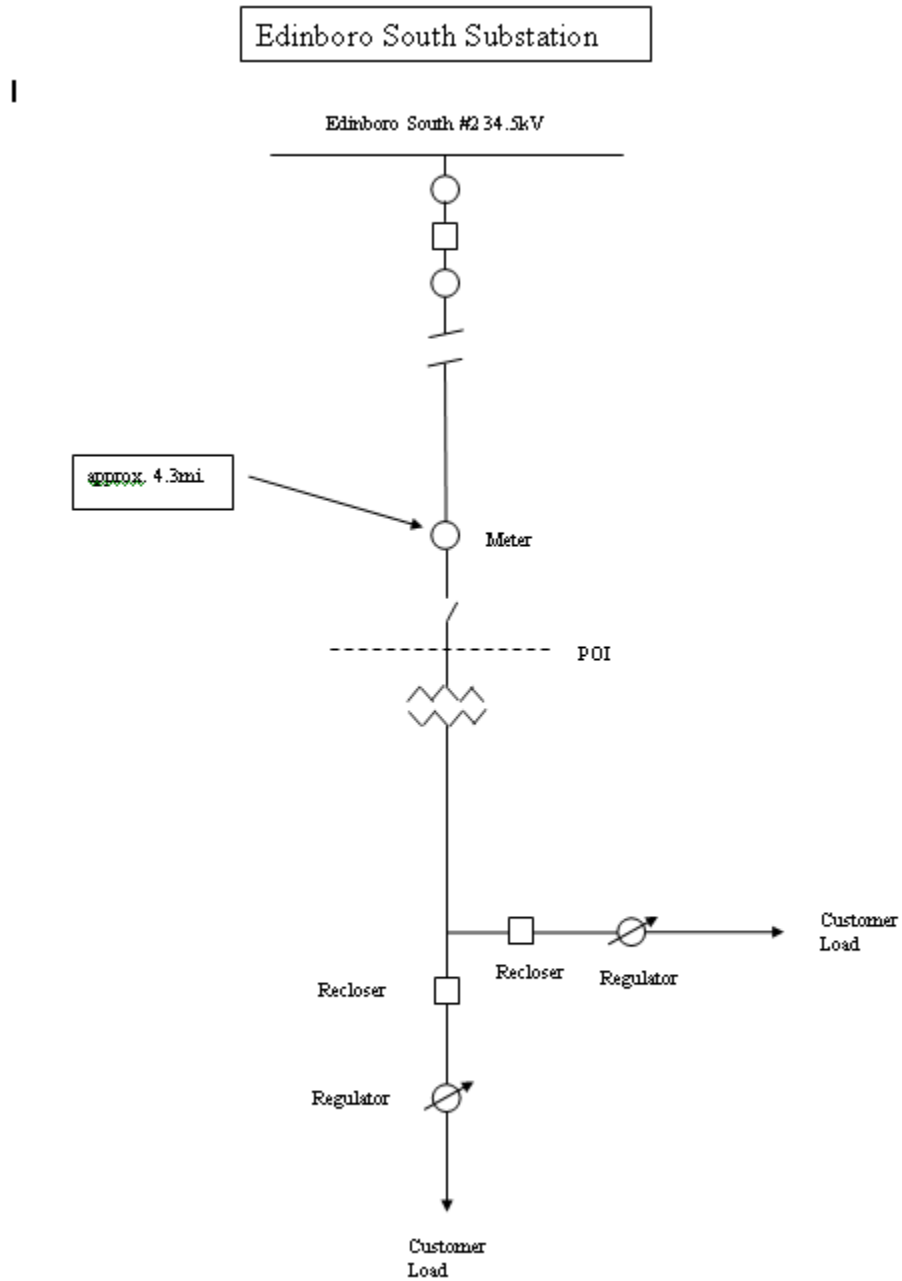 Edinboro South Substation
Edinboro South #2 34.5kV
approx. 4.3mi
Meter
POI
Customer
Load
Recloser
Regulator
Recloser
Regulator
Customer
Load